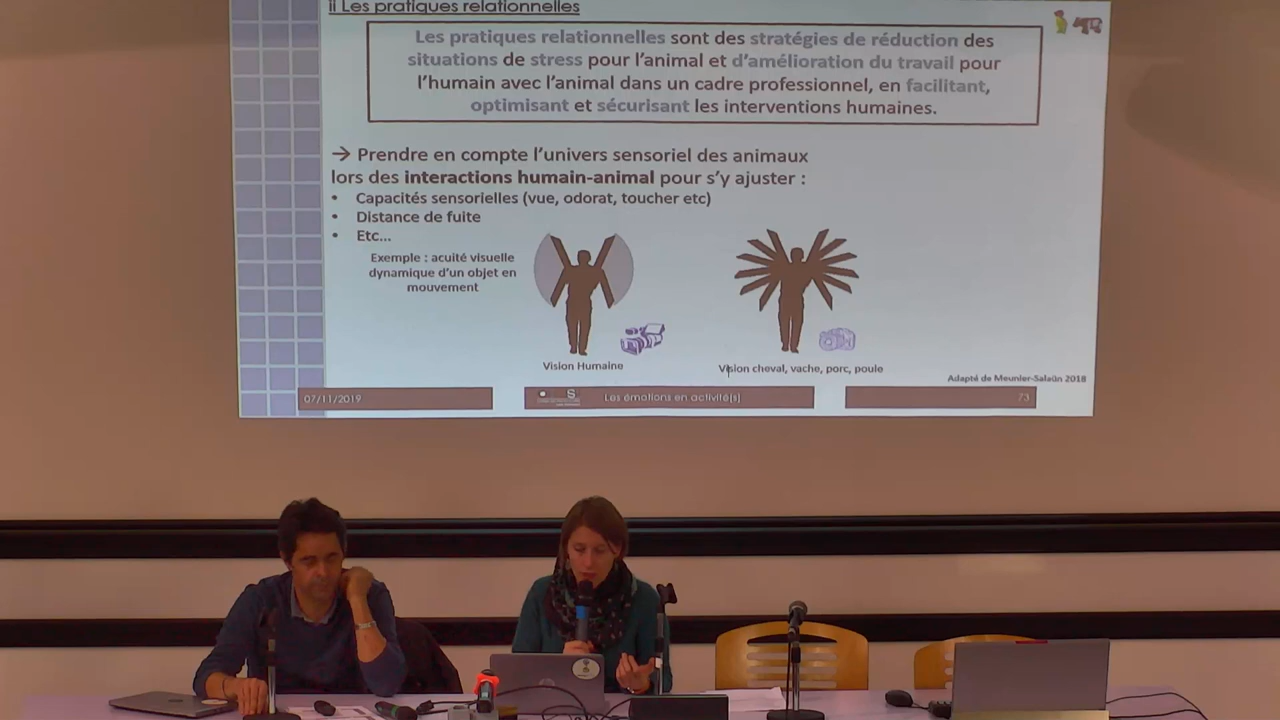 ii Les pratiques relationnelles
Les pratiques relationnelles sont des stratégies de réduction des
situations de stress pour l'animal et d'amélioration du travail pour
l'humain avec l'animal dans un cadre professionnel, en facilitant,
optimisant et sécurisant les interventions humaines.
→ Prendre en compte l'univers sensoriel des animaux
lors des interactions humain-animal pour s'y ajuster :
• Capacités sensorielles (vue, odorat, toucher etc)
• Distance de fuite
• Etc...
Exemple : acuité visuelle
dynamique d'un objet en
mouvement
Vision Humaine
Vision cheval, vache, porc, poule
Adapté de Meunier-Salaün 2018
07/11/2019
Les émotions en activité(s)
73